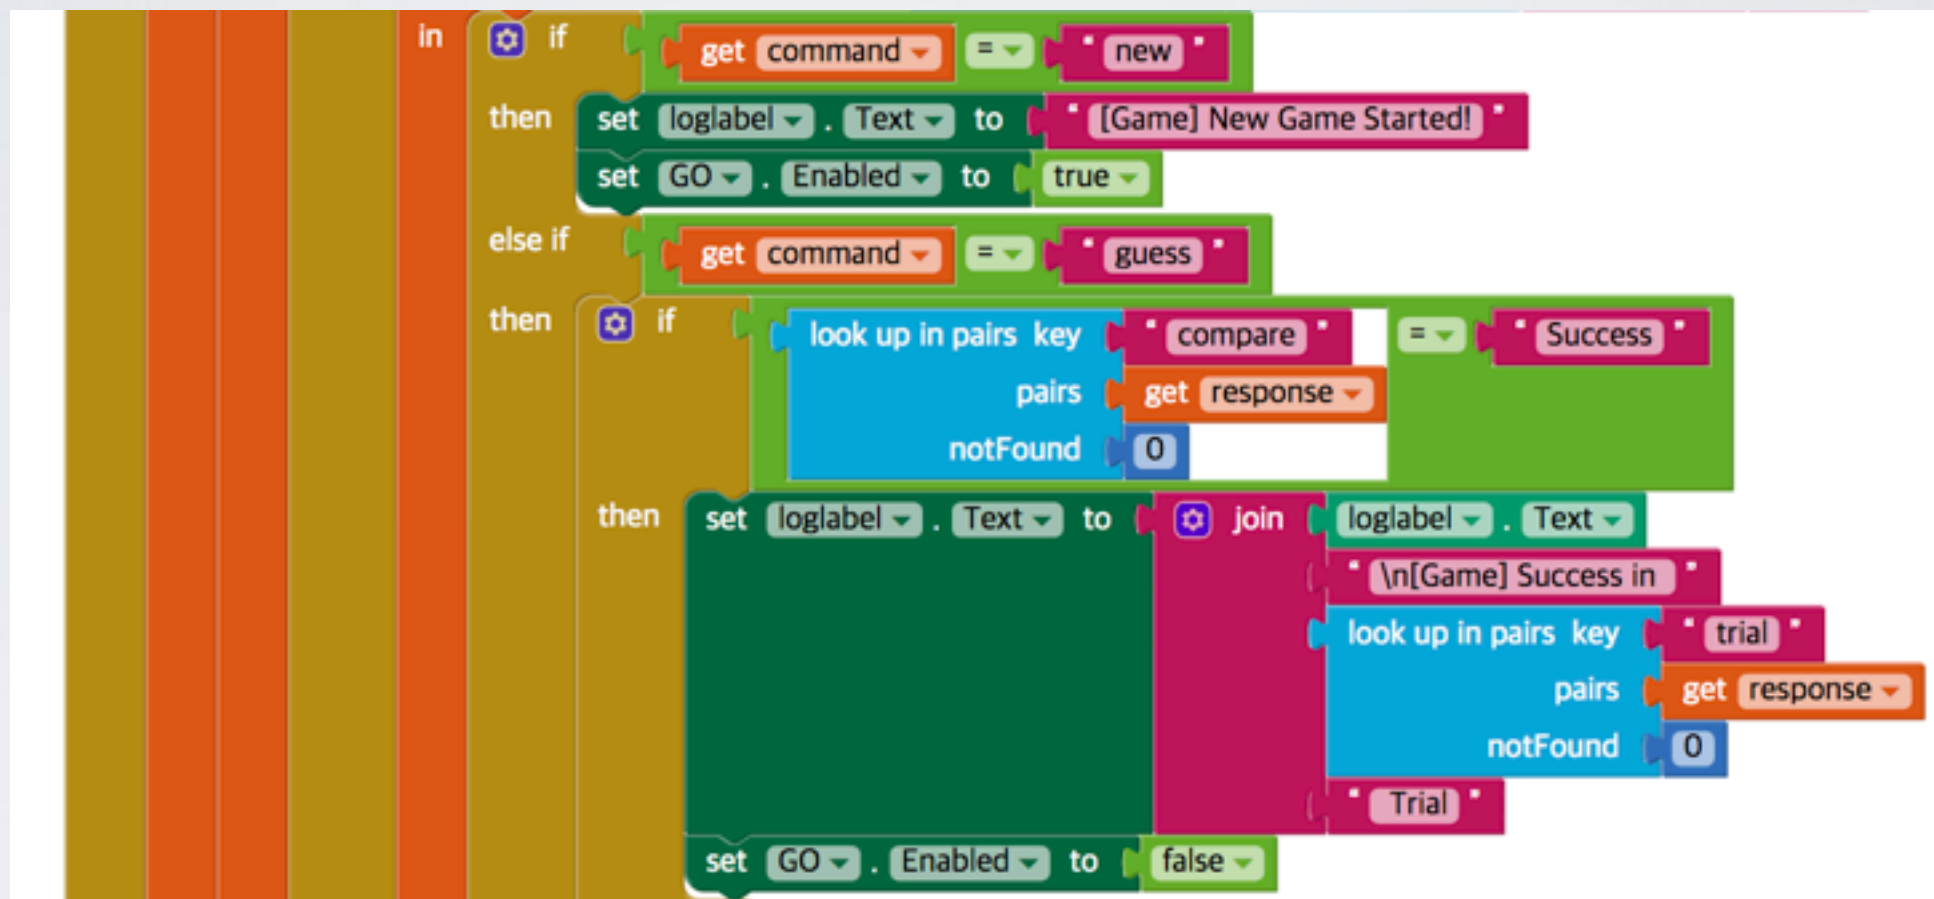 in if get command = " new "
then set loglabel . Text to " [Game] New Game Started! "
set GO . Enabled to true
else if get command = " guess "
then if look up in pairs key " compare " = " Success "
pairs get response
notFound 0
then set loglabel . Text to join loglabel . Text
" \n[Game] Success in "
look up in pairs key " trial "
pairs get response
notFound 0
" Trial "
set GO . Enabled to false